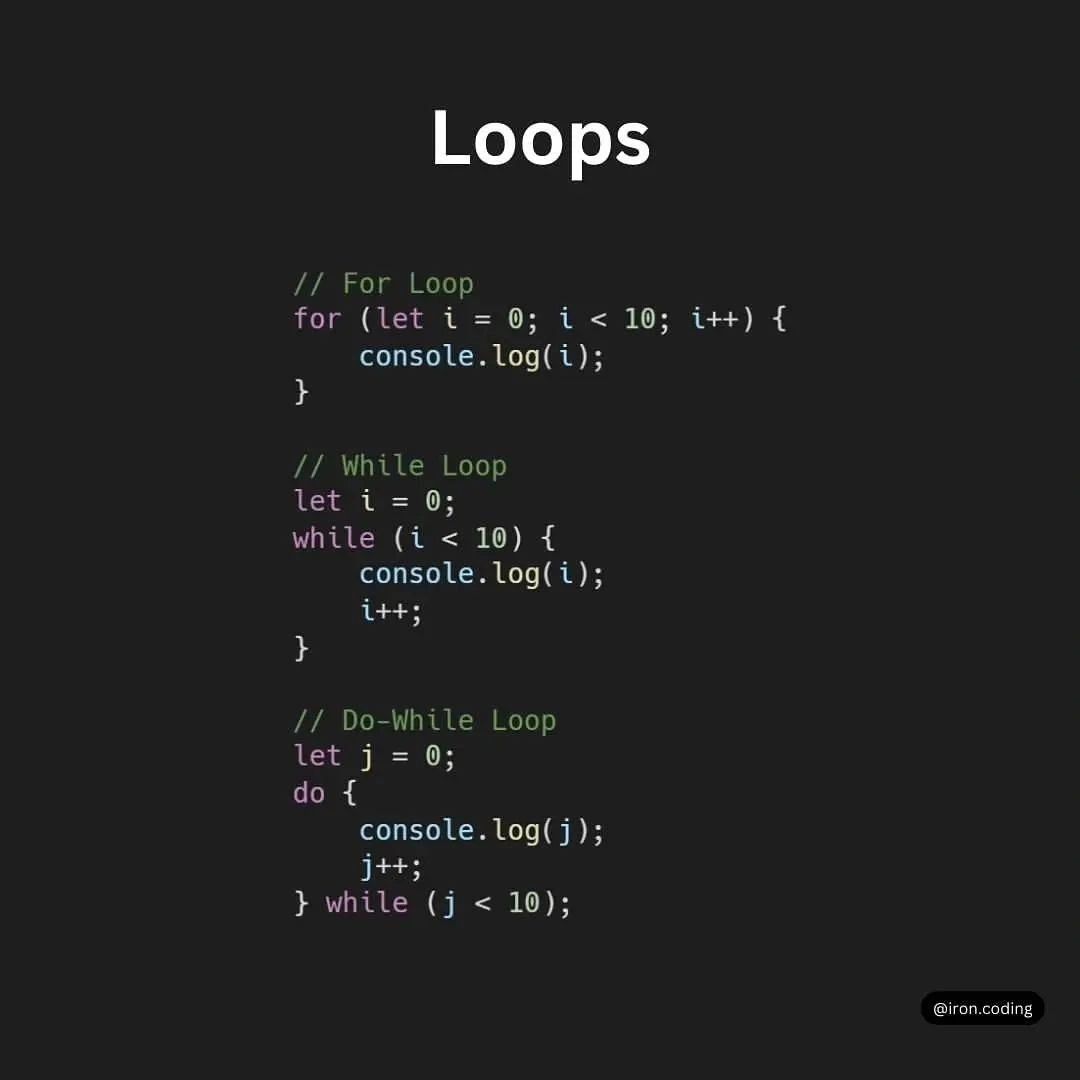 Loops
// For Loop
for (let i = 0; i < 10; i++) {
    console.log(i);
}
// While Loop
let i = 0;
while (i < 10) {
    console.log(i);
    i++;
}
// Do-While Loop
let j = 0;
do {
    console.log(j);
    j++;
} while (j < 10);
@iron.coding